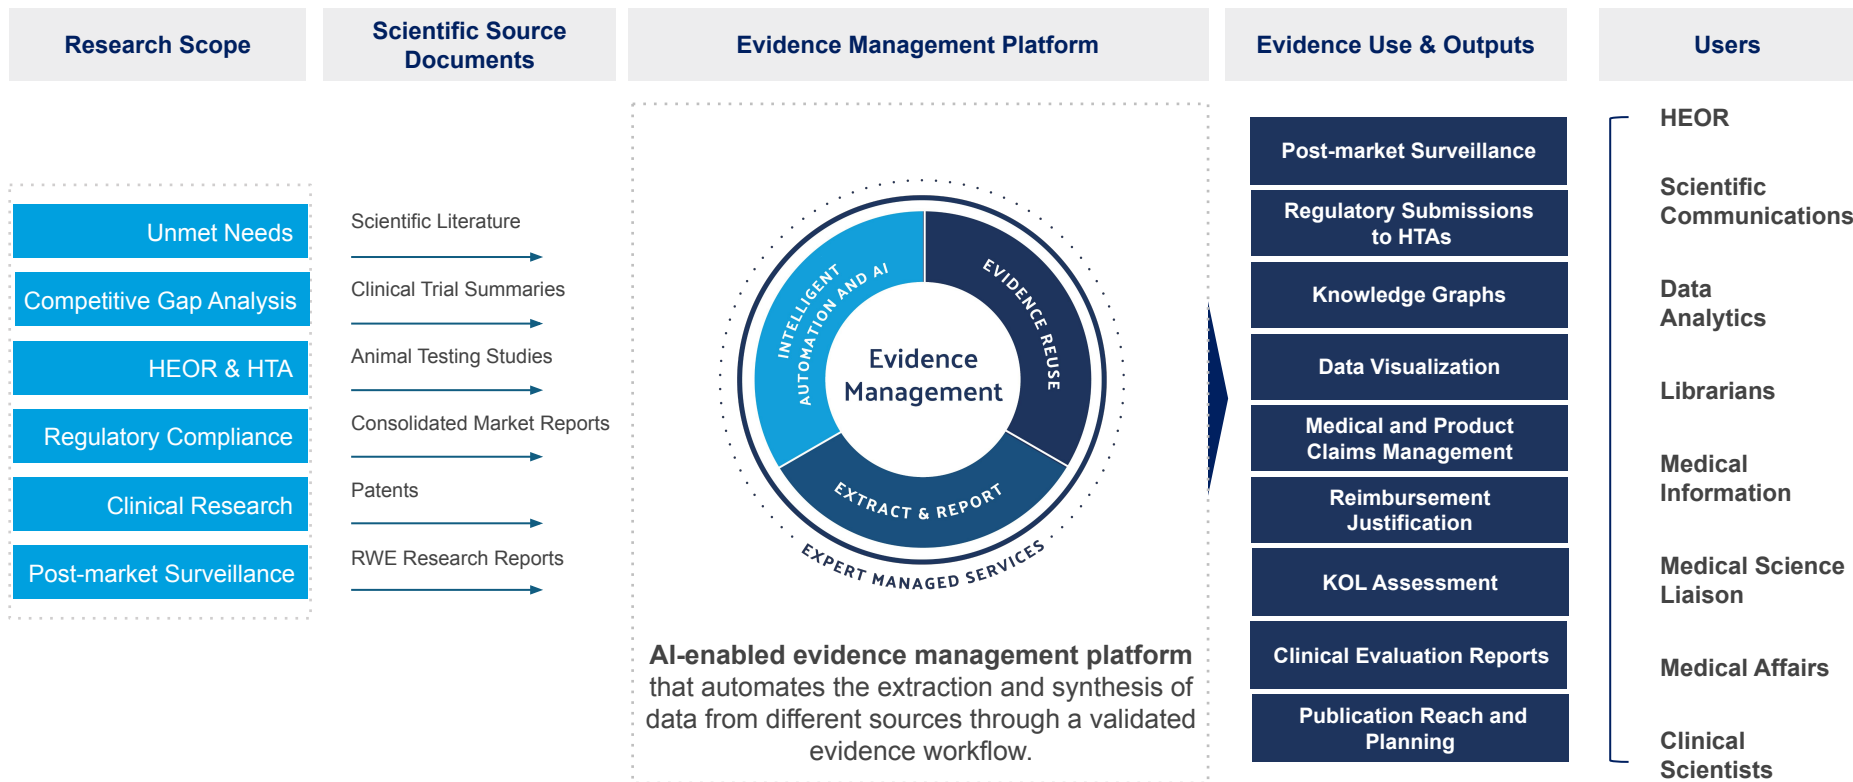 Research Scope
Scientific Source
Documents
Evidence Management Platform
Evidence Use & Outputs
Users
Unmet Needs
Competitive Gap Analysis
HEOR & HTA
Regulatory Compliance
Clinical Research
Post-market Surveillance
Scientific Literature
Clinical Trial Summaries
Animal Testing Studies
Consolidated Market Reports
Patents
RWE Research Reports
INTELLIGENT
AUTOMATION AND AI
EVIDENCE REUSE
EXTRACT & REPORT
Evidence
Management
EXPERT MANAGED SERVICES
AI-enabled evidence management platform
that automates the extraction and synthesis of
data from different sources through a validated
evidence workflow.
Post-market Surveillance
Regulatory Submissions
to HTAs
Knowledge Graphs
Data Visualization
Medical and Product
Claims Management
Reimbursement
Justification
KOL Assessment
Clinical Evaluation Reports
Publication Reach and
Planning
HEOR
Scientific
Communications
Data
Analytics
Librarians
Medical
Information
Medical Science
Liaison
Medical Affairs
Clinical
Scientists